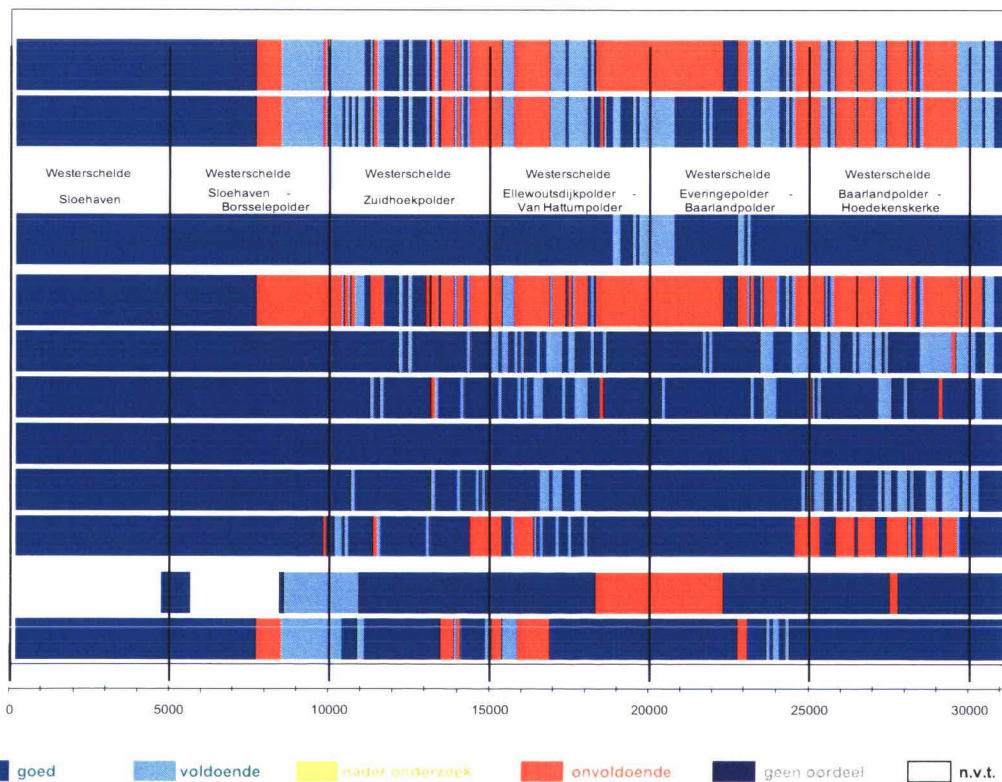 Westerschelde Westerschelde Westerschelde Westerschelde Westerschelde Westerschelde
Sloehaven Sloehaven - Borsselepolder Zuidhoekpolder Ellewoutsdijkpolder - Van Hattumpolder Everingepolder - Baarlandpolder Baarlandpolder - Hoedekenskerke
0 5000 10000 15000 20000 25000 30000
goed voldoende nader onderzoek onvoldoende geen oordeel n.v.t.